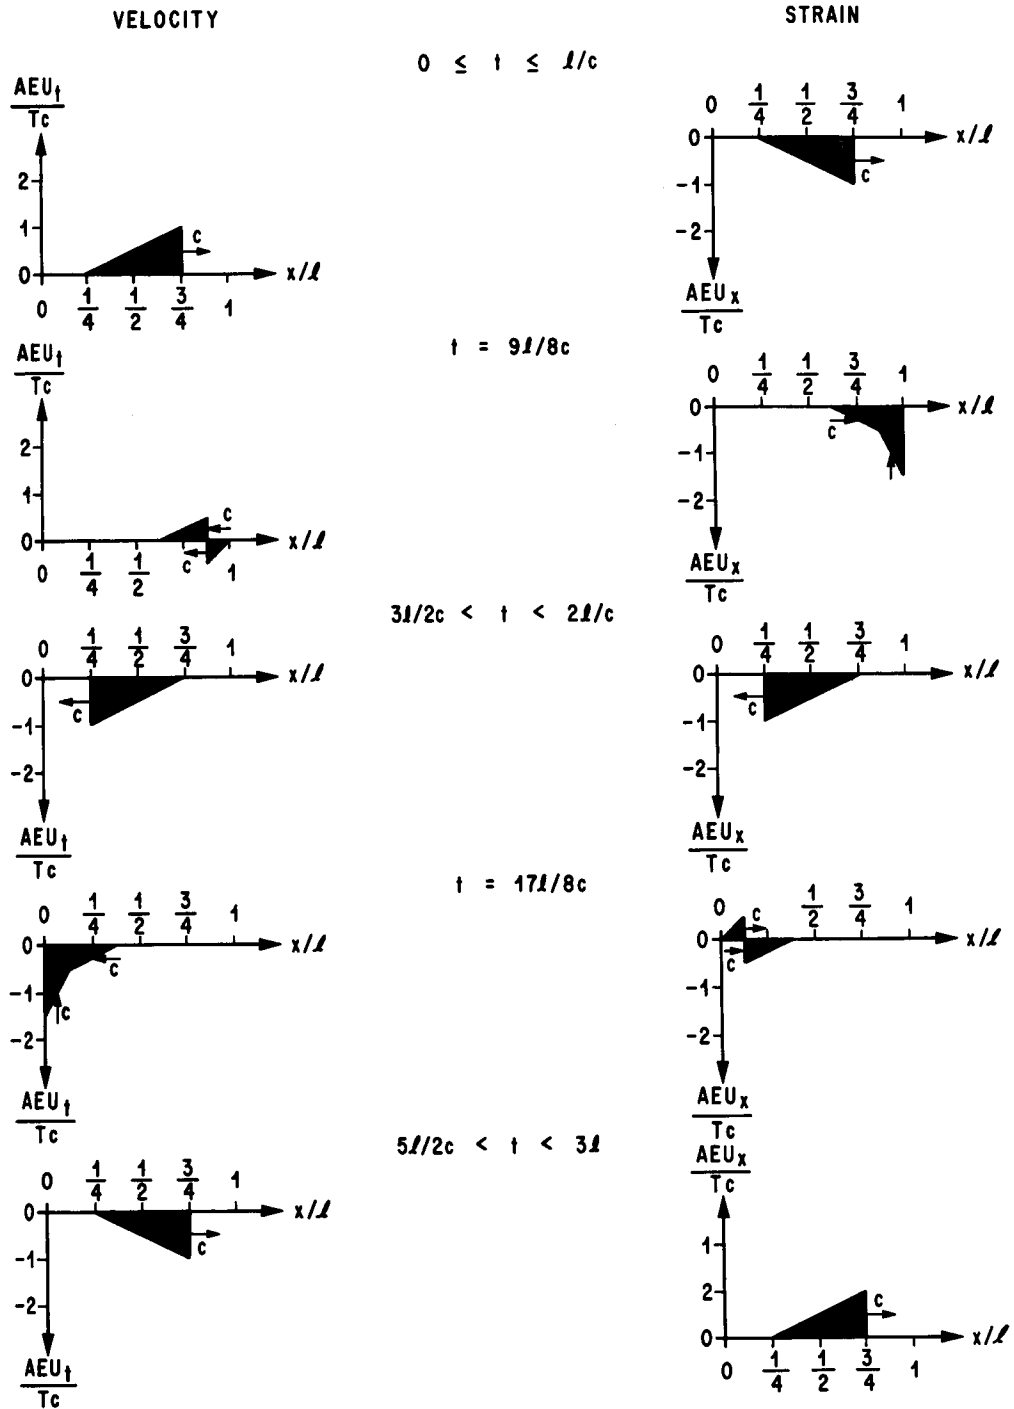 VELOCITY
STRAIN
0 ≤ t ≤ ℓ/c
AEUt
Tc
2
1
0
c
x/ℓ
0 1/4 1/2 3/4 1
0 1/4 1/2 3/4 1
0
x/ℓ
-1
c
-2
AEUx
Tc
t = 9ℓ/8c
AEUt
Tc
2
1
0
c
c
x/ℓ
0 1/4 1/2 1
0 1/4 1/2 3/4 1
0
x/ℓ
c
-1
-2
AEUx
Tc
3ℓ/2c < t < 2ℓ/c
0 1/4 1/2 3/4 1
0
x/ℓ
c
-1
-2
AEUt
Tc
0 1/4 1/2 3/4 1
0
x/ℓ
c
-1
-2
AEUx
Tc
t = 17ℓ/8c
0 1/4 1/2 3/4 1
0
x/ℓ
c
-1
c
-2
AEUt
Tc
0 1/2 3/4 1
c
0
x/ℓ
c
-1
-2
AEUx
Tc
5ℓ/2c < t < 3ℓ
0 1/4 1/2 3/4 1
0
x/ℓ
c
-1
-2
AEUt
Tc
AEUx
Tc
1
2
c
0
x/ℓ
0 1/4 1/2 3/4 1